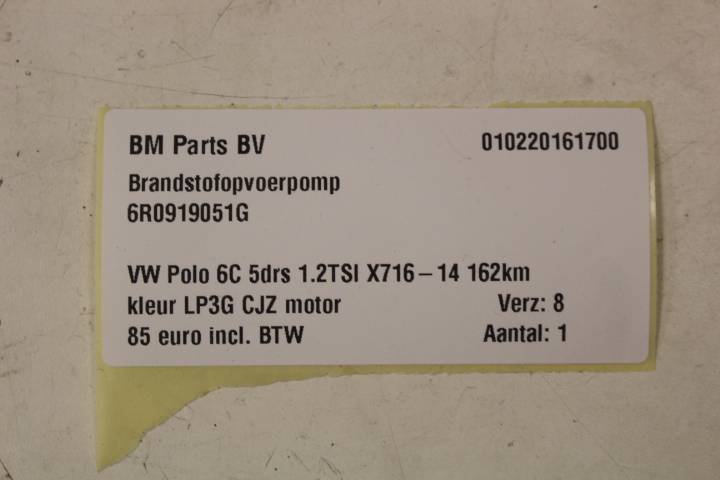 BM Parts BV 010220161700
Brandstofopvoerpomp
6R0919051G
VW Polo 6C 5drs 1.2TSI X716 – 14 162km
kleur LP3G CJZ motor Verz: 8
85 euro incl. BTW Aantal: 1